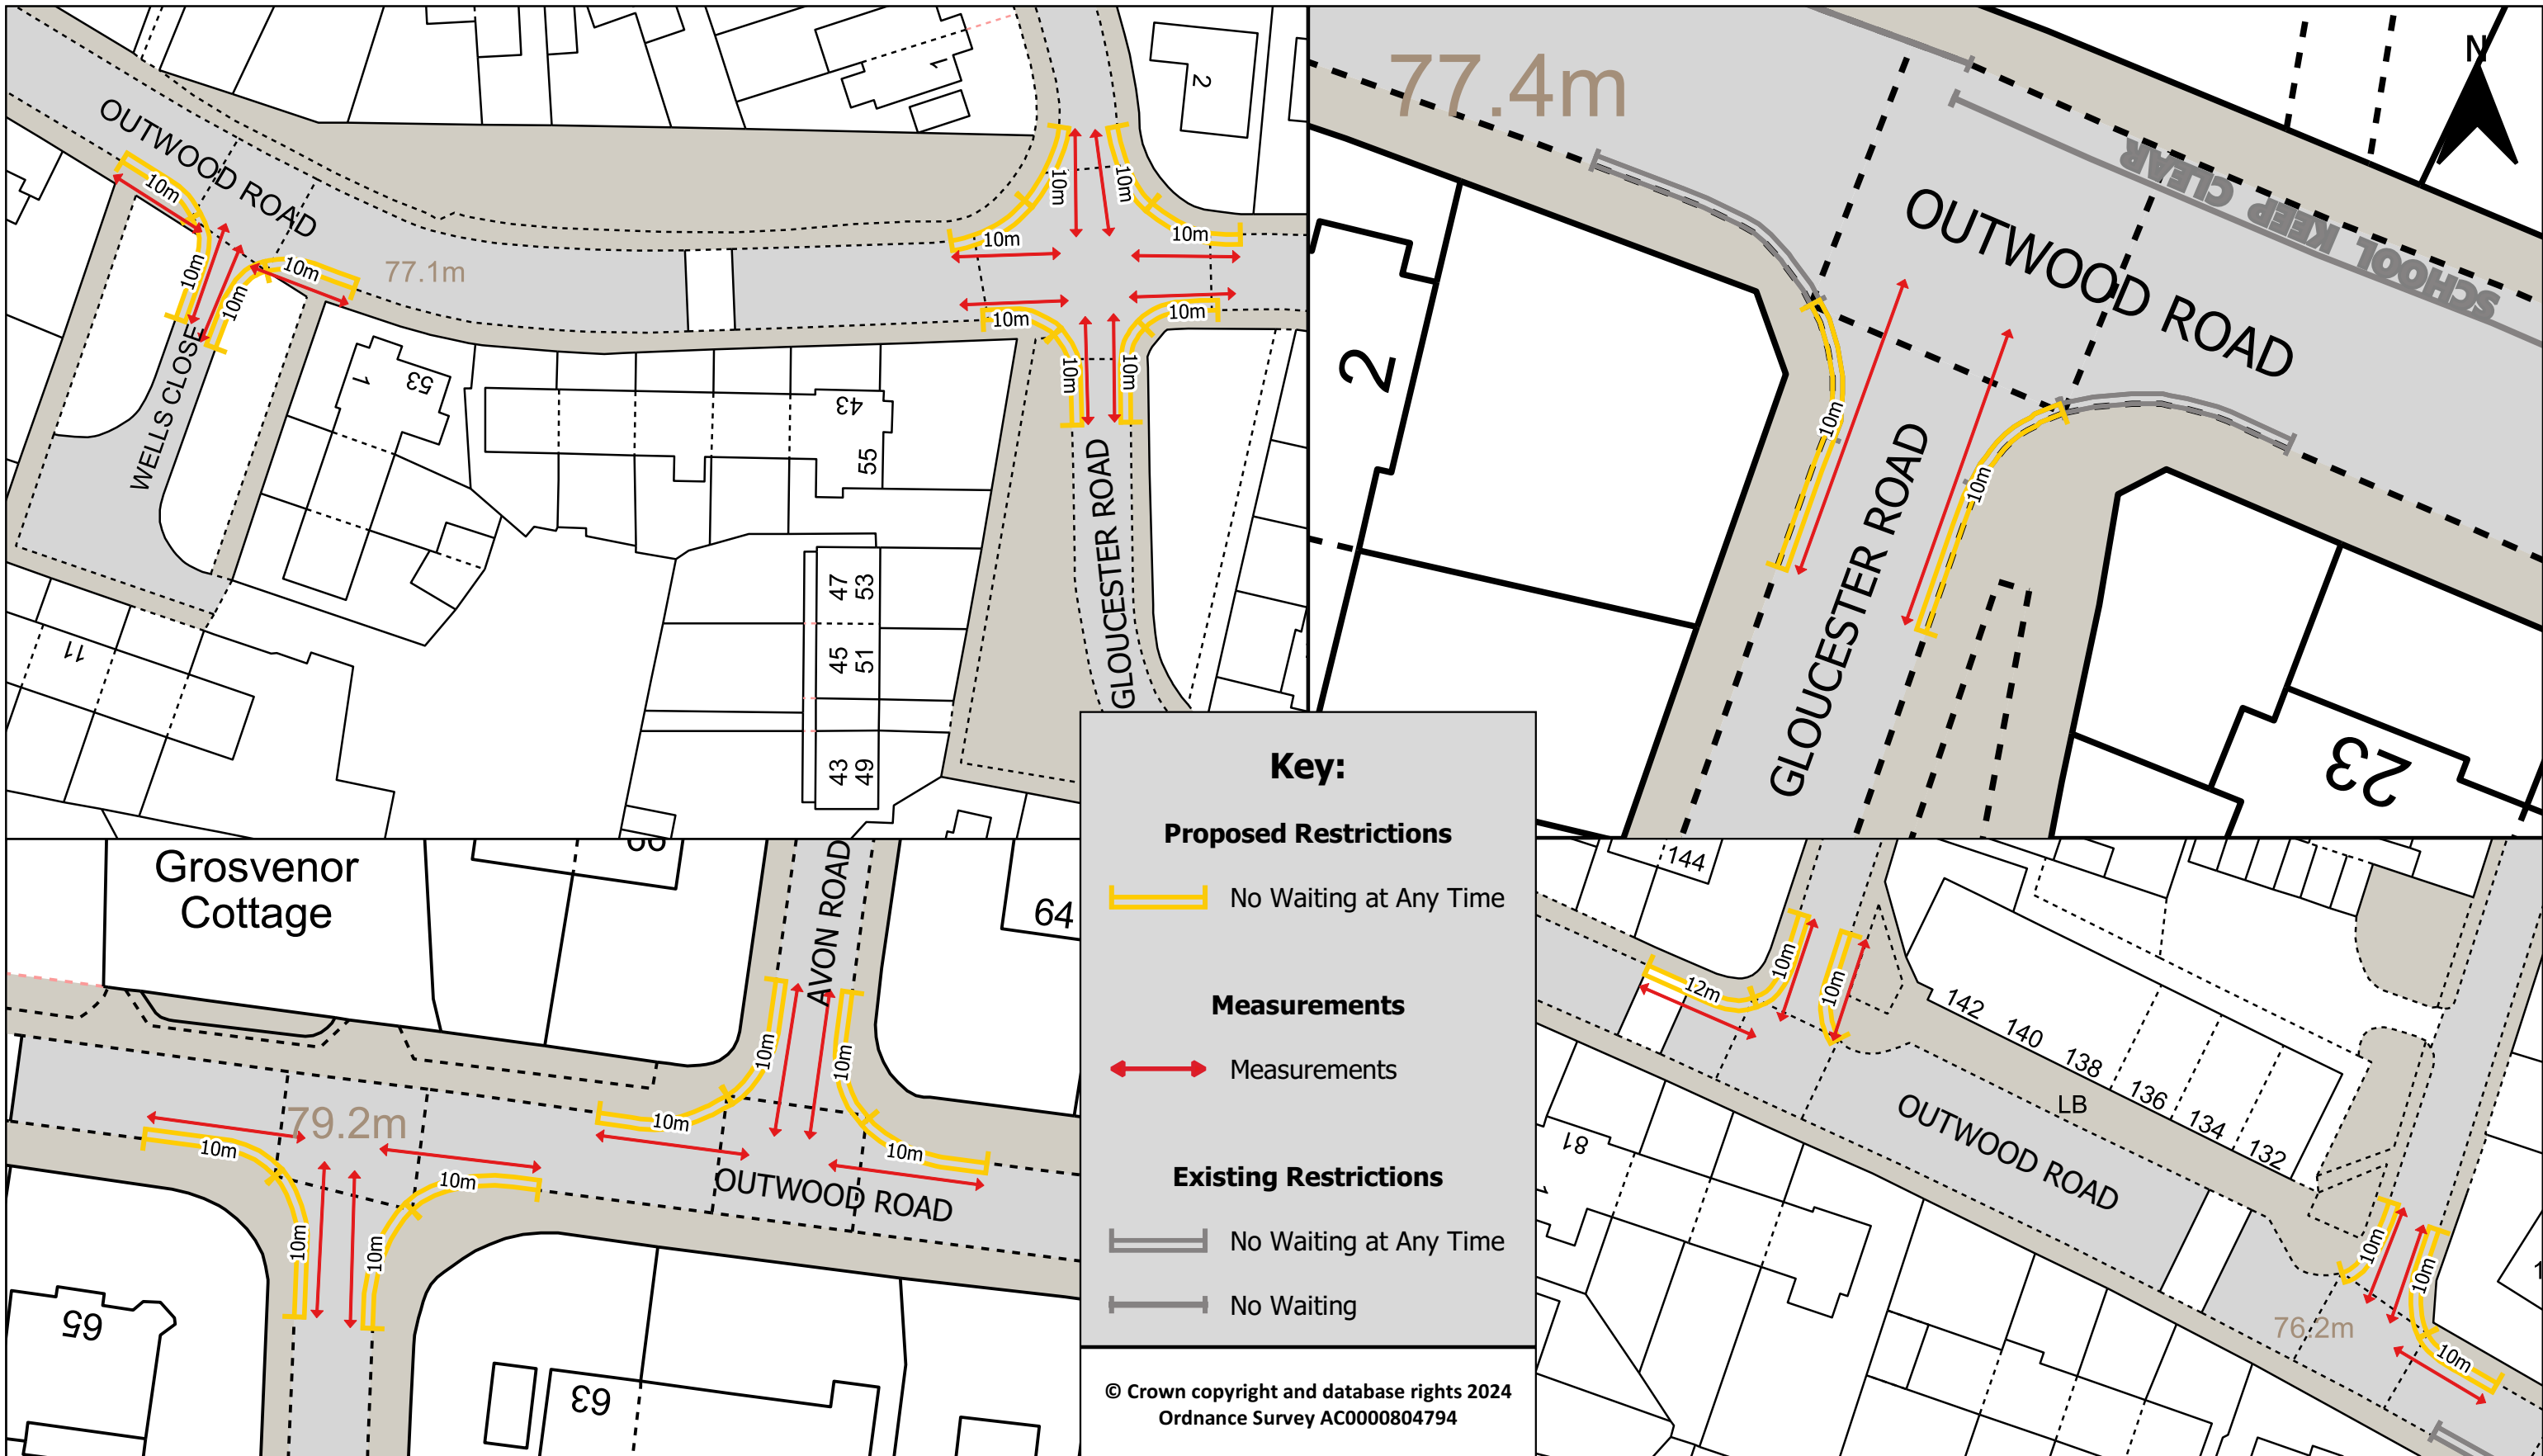 OUTWOOD ROAD
10m
10m
10m
10m
77.1m
WELLS CLOSE
1
2
10m
10m
10m
10m
10m
10m
10m
10m
GLOUCESTER ROAD
1
53
43
55
47 53
45 51
43 49
11
77.4m
N
SCHOOL KEEP CLEAR
OUTWOOD ROAD
2
10m
10m
GLOUCESTER ROAD
23
Grosvenor
Cottage
AVON ROAD
64
79.2m
10m
10m
10m
10m
10m
10m
10m
10m
OUTWOOD ROAD
65
63
Key:
Proposed Restrictions
No Waiting at Any Time
Measurements
Measurements
Existing Restrictions
No Waiting at Any Time
No Waiting
© Crown copyright and database rights 2024
Ordnance Survey AC0000804794
144
12m
10m
10m
142
140
138
136
134
132
LB
OUTWOOD ROAD
81
10m
10m
10m
76.2m